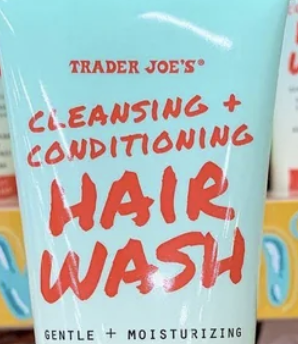 TRADER JOE'S®
CLEANSING +
CONDITIONING
HAIR
WASH
GENTLE + MOISTURIZING